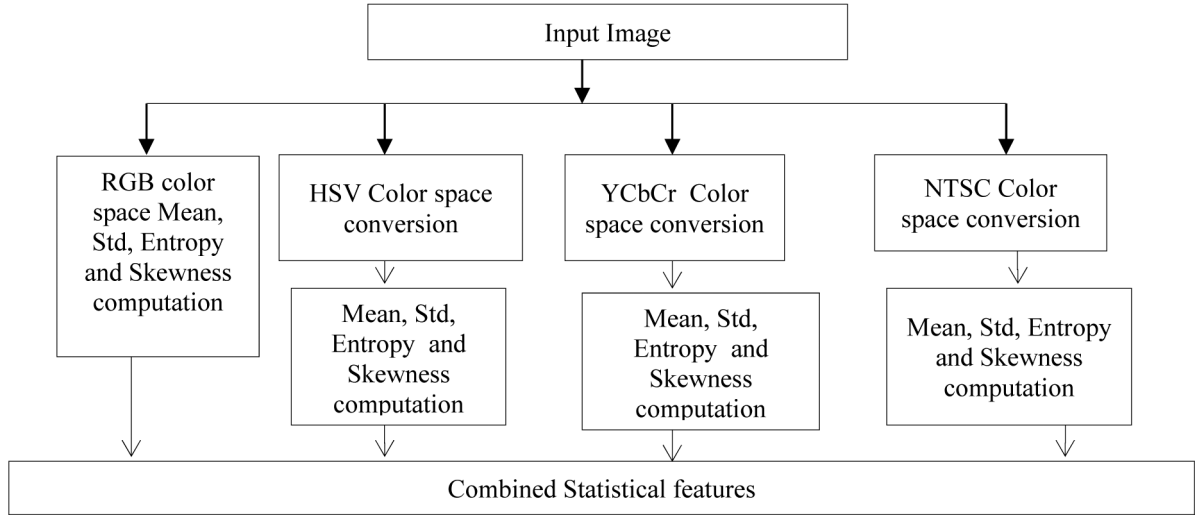 Input Image
RGB color
space Mean,
Std, Entropy
and Skewness
computation
HSV Color space
conversion
YCbCr Color
space conversion
NTSC Color
space conversion
Mean, Std,
Entropy and
Skewness
computation
Mean, Std,
Entropy and
Skewness
computation
Mean, Std, Entropy
and Skewness
computation
Combined Statistical features